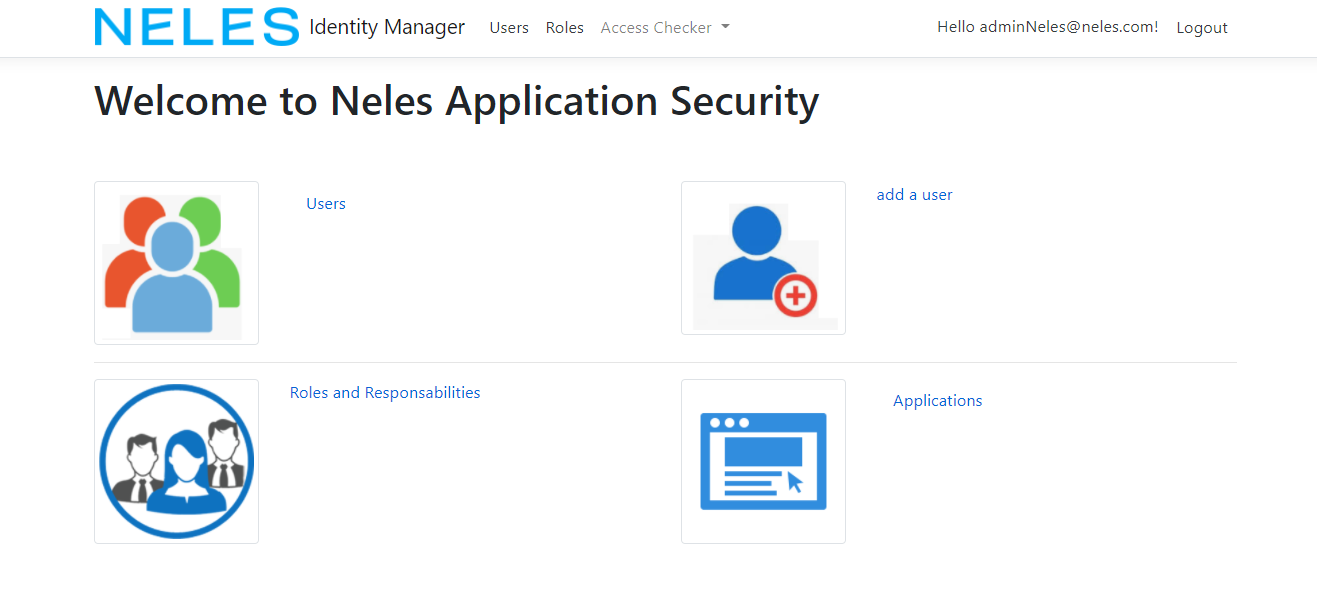 NELES Identity Manager Users Roles Access Checker Hello adminNeles@neles.com! Logout
Welcome to Neles Application Security
Users
add a user
Roles and Responsabilities
Applications